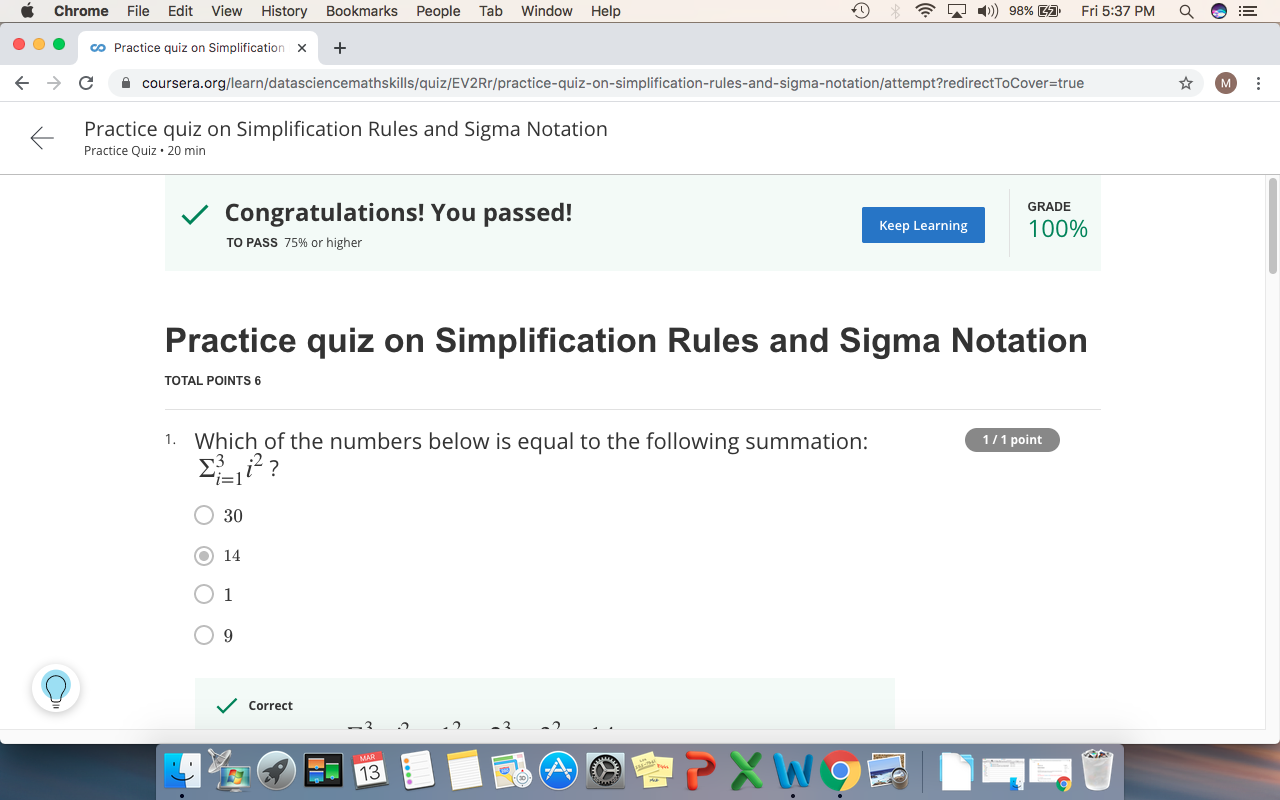 Chrome File Edit View History Bookmarks People Tab Window Help 98% Fri 5:37 PM
Practice quiz on Simplification
coursera.org/learn/datasciencemathskills/quiz/EV2Rr/practice-quiz-on-simplification-rules-and-sigma-notation/attempt?redirectToCover=true M
Practice quiz on Simplification Rules and Sigma Notation
Practice Quiz • 20 min
Congratulations! You passed!
TO PASS 75% or higher
Keep Learning
GRADE
100%
Practice quiz on Simplification Rules and Sigma Notation
TOTAL POINTS 6
1. Which of the numbers below is equal to the following summation:
Σ³ᵢ₌₁ i² ?
1 / 1 point
30
14
1
9
Correct
MAR
13